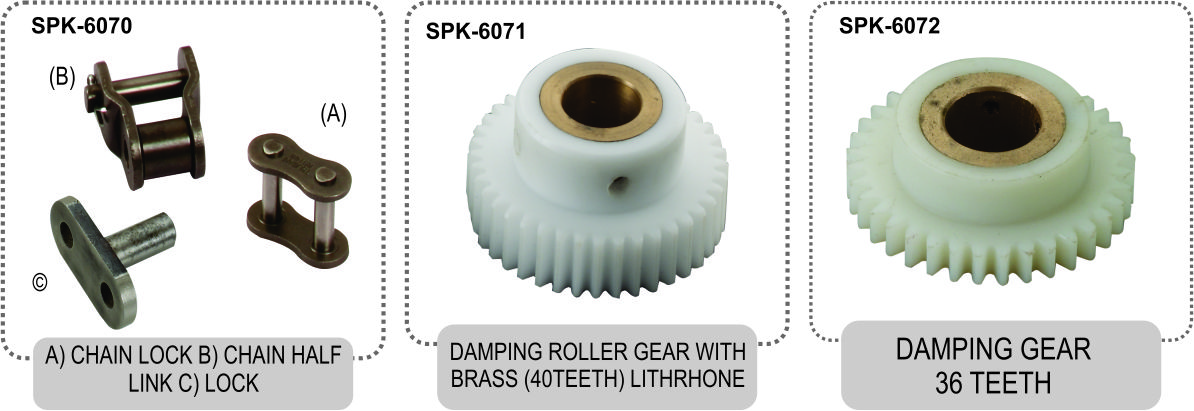 SPK-6070
(B)
(A)
©
A) CHAIN LOCK B) CHAIN HALF
LINK C) LOCK
SPK-6071
DAMPING ROLLER GEAR WITH
BRASS (40TEETH) LITHRHONE
SPK-6072
DAMPING GEAR
36 TEETH